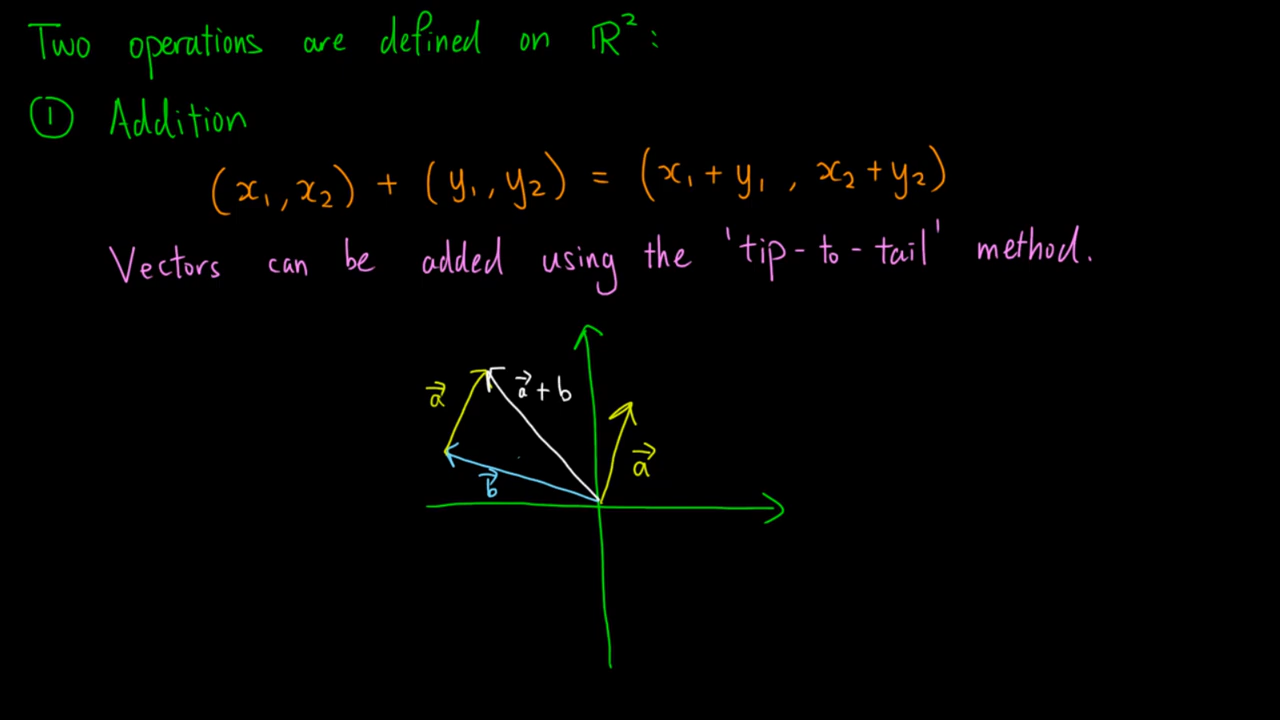 Two operations are defined on ℝ²:
① Addition
(x₁, x₂) + (y₁, y₂) = (x₁ + y₁ , x₂ + y₂)
Vectors can be added using the 'tip-to-tail' method.
a⃗
a⃗ + b
a⃗
b⃗